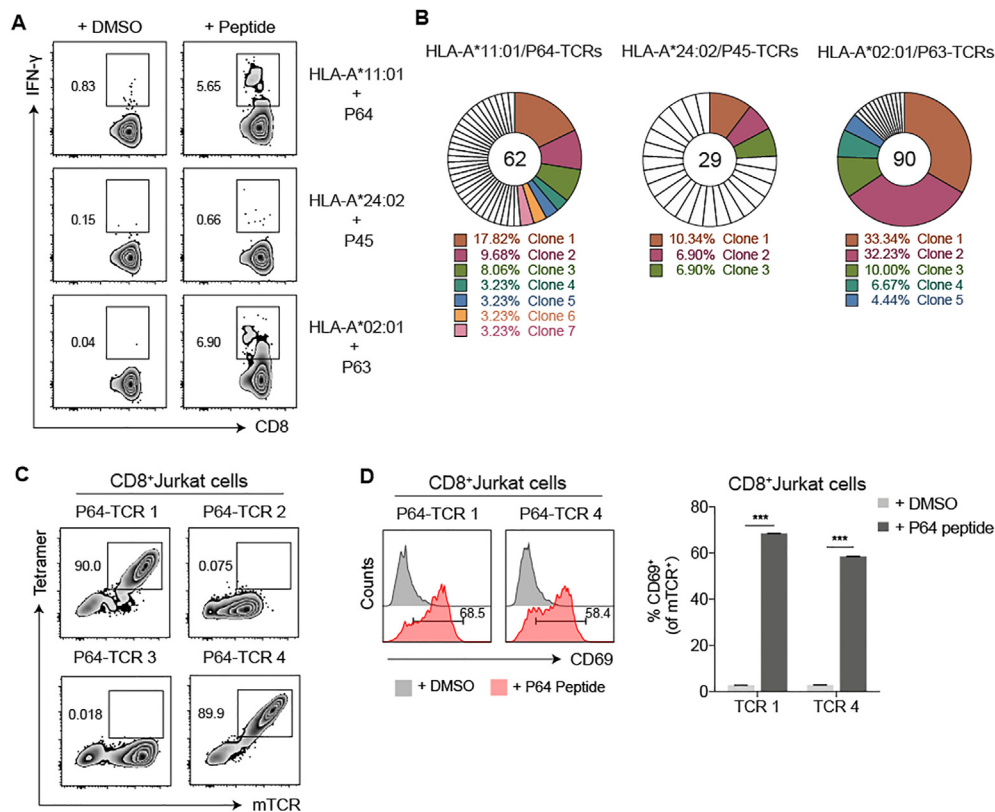 A
+ DMSO
+ Peptide
IFN-γ
0.83
5.65
HLA-A*11:01
+
P64
0.15
0.66
HLA-A*24:02
+
P45
0.04
6.90
HLA-A*02:01
+
P63
CD8
B
HLA-A*11:01/P64-TCRs
62
17.82% Clone 1
9.68% Clone 2
8.06% Clone 3
3.23% Clone 4
3.23% Clone 5
3.23% Clone 6
3.23% Clone 7
HLA-A*24:02/P45-TCRs
29
10.34% Clone 1
6.90% Clone 2
6.90% Clone 3
HLA-A*02:01/P63-TCRs
90
33.34% Clone 1
32.23% Clone 2
10.00% Clone 3
6.67% Clone 4
4.44% Clone 5
C
CD8⁺Jurkat cells
P64-TCR 1
P64-TCR 2
Tetramer
90.0
0.075
P64-TCR 3
P64-TCR 4
0.018
89.9
mTCR
D
CD8⁺Jurkat cells
P64-TCR 1
P64-TCR 4
Counts
68.5
58.4
CD69
+ DMSO
+ P64 Peptide
CD8⁺Jurkat cells
+ DMSO
+ P64 peptide
% CD69⁺
(of mTCR⁺)
80
60
40
20
0
***
***
TCR 1
TCR 4